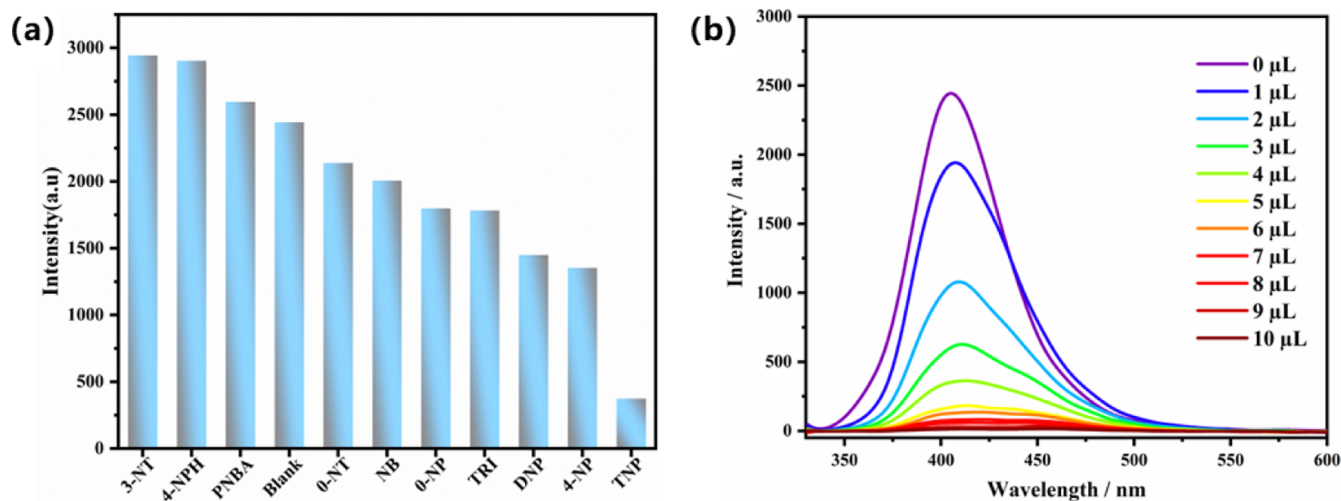 (a)
3000
2500
2000
1500
1000
500
0
Intensity(a.u)
3-NT
4-NPH
PNBA
Blank
0-NT
NB
0-NP
TRI
DNP
4-NP
TNP
(b)
3000
2500
2000
1500
1000
500
0
Intensity / a.u.
0 µL
1 µL
2 µL
3 µL
4 µL
5 µL
6 µL
7 µL
8 µL
9 µL
10 µL
350
400
450
500
550
600
Wavelength / nm